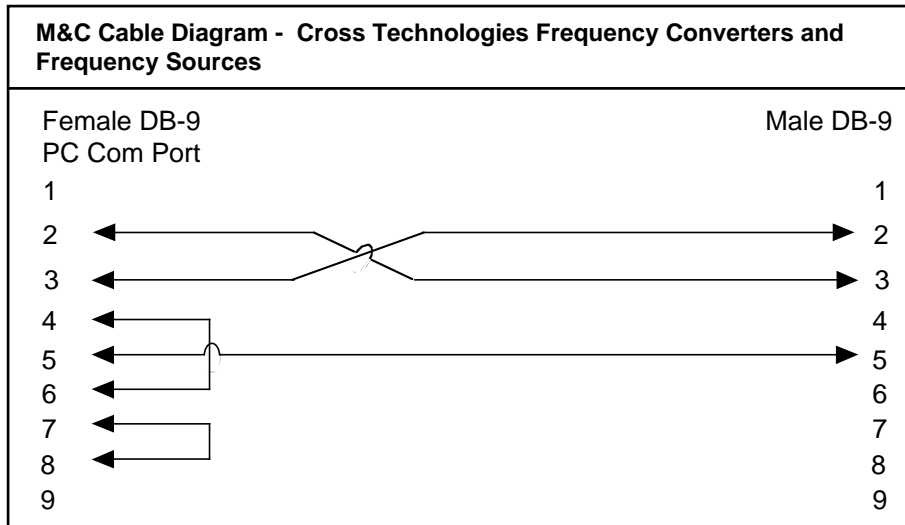 M&C Cable Diagram - Cross Technologies Frequency Converters and
Frequency Sources
Female DB-9 Male DB-9
PC Com Port
1 1
2 2
3 3
4 4
5 5
6 6
7 7
8 8
9 9